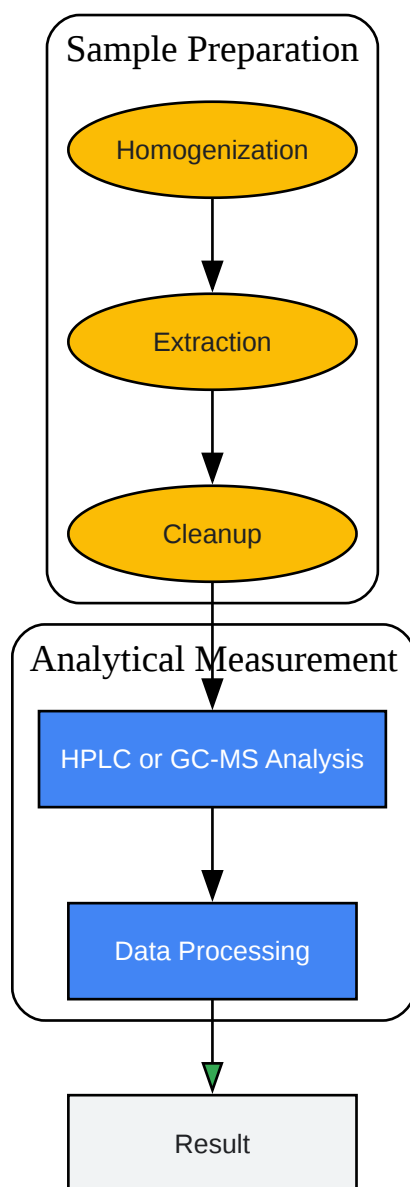 Sample Preparation
Homogenization
Extraction
Cleanup
Analytical Measurement
HPLC or GC-MS Analysis
Data Processing
Result